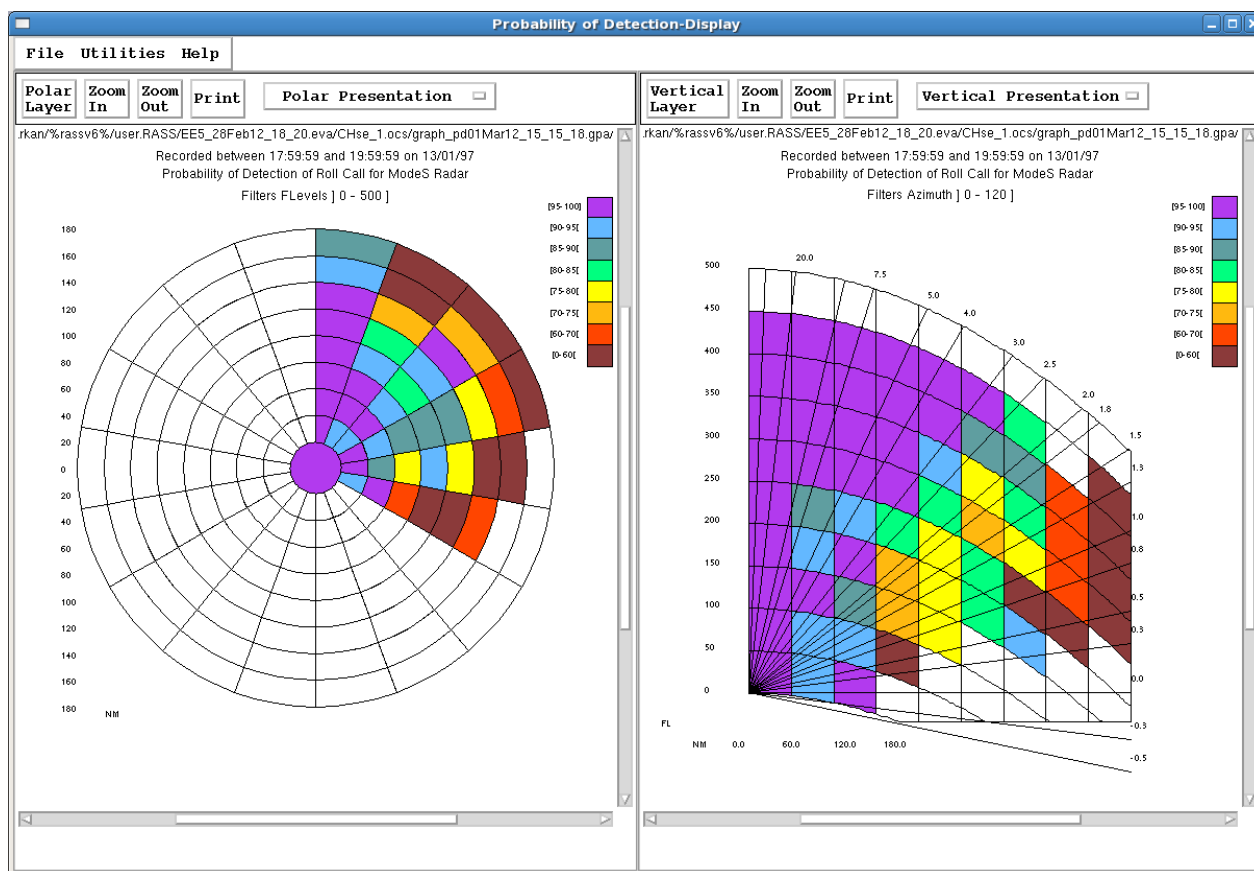 Probability of Detection-Display
File Utilities Help
Polar Layer
Zoom In
Zoom Out
Print
Polar Presentation
.rkan/%rassv6%/user.RASS/EE5_28Feb12_18_20.eva/CHse_1.ocs/graph_pd01Mar12_15_15_18.gpa/
Recorded between 17:59:59 and 19:59:59 on 13/01/97
Probability of Detection of Roll Call for ModeS Radar
Filters FLevels ] 0 - 500 ]
[95-100]
[90-95[
[85-90[
[80-85[
[75-80[
[70-75[
[60-70[
[0-60[
180
160
140
120
100
80
60
40
20
0
20
40
60
80
100
120
140
160
180
NM
Vertical Layer
Zoom In
Zoom Out
Print
Vertical Presentation
.rkan/%rassv6%/user.RASS/EE5_28Feb12_18_20.eva/CHse_1.ocs/graph_pd01Mar12_15_15_18.gpa/
Recorded between 17:59:59 and 19:59:59 on 13/01/97
Probability of Detection of Roll Call for ModeS Radar
Filters Azimuth ] 0 - 120 ]
[95-100]
[90-95[
[85-90[
[80-85[
[75-80[
[70-75[
[60-70[
[0-60[
500
450
400
350
300
250
200
150
100
50
0
20.0
7.5
5.0
4.0
3.0
2.5
2.0
1.8
1.5
1.3
1.0
0.8
0.5
0.3
0.0
-0.3
-0.5
FL
NM 0.0 60.0 120.0 180.0